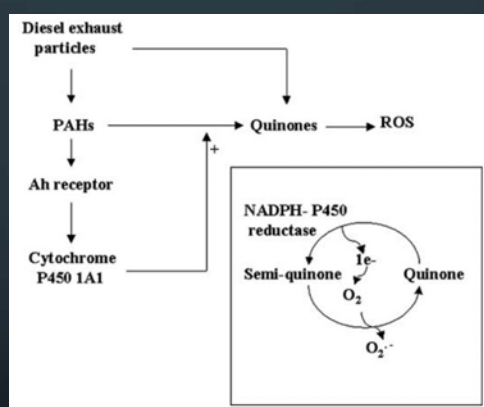 Diesel exhaust
particles
PAHs
Quinones
ROS
+
Ah receptor
Cytochrome
P450 1A1
NADPH- P450
reductase
1e-
Semi-quinone
Quinone
O₂
O₂·-